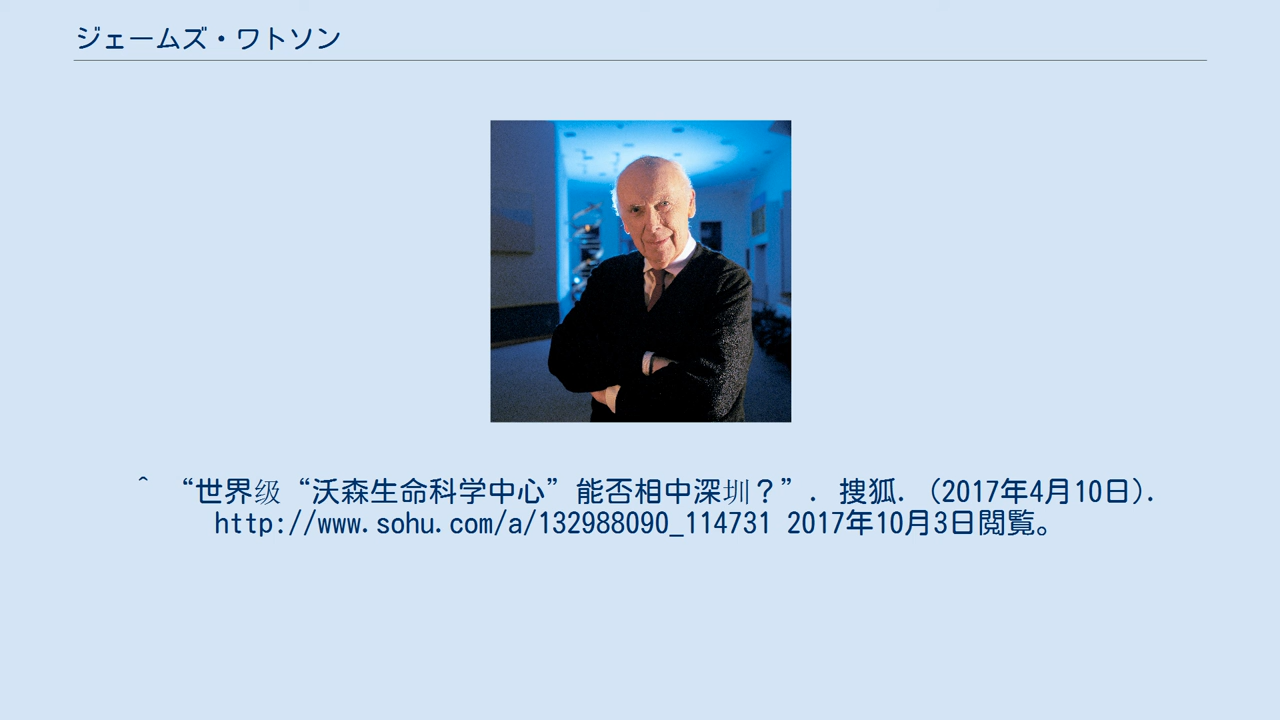 ジェームズ・ワトソン
^ “世界级“沃森生命科学中心”能否相中深圳？”. 捜狐. (2017年4月10日).
http://www.sohu.com/a/132988090_114731 2017年10月3日閲覧。